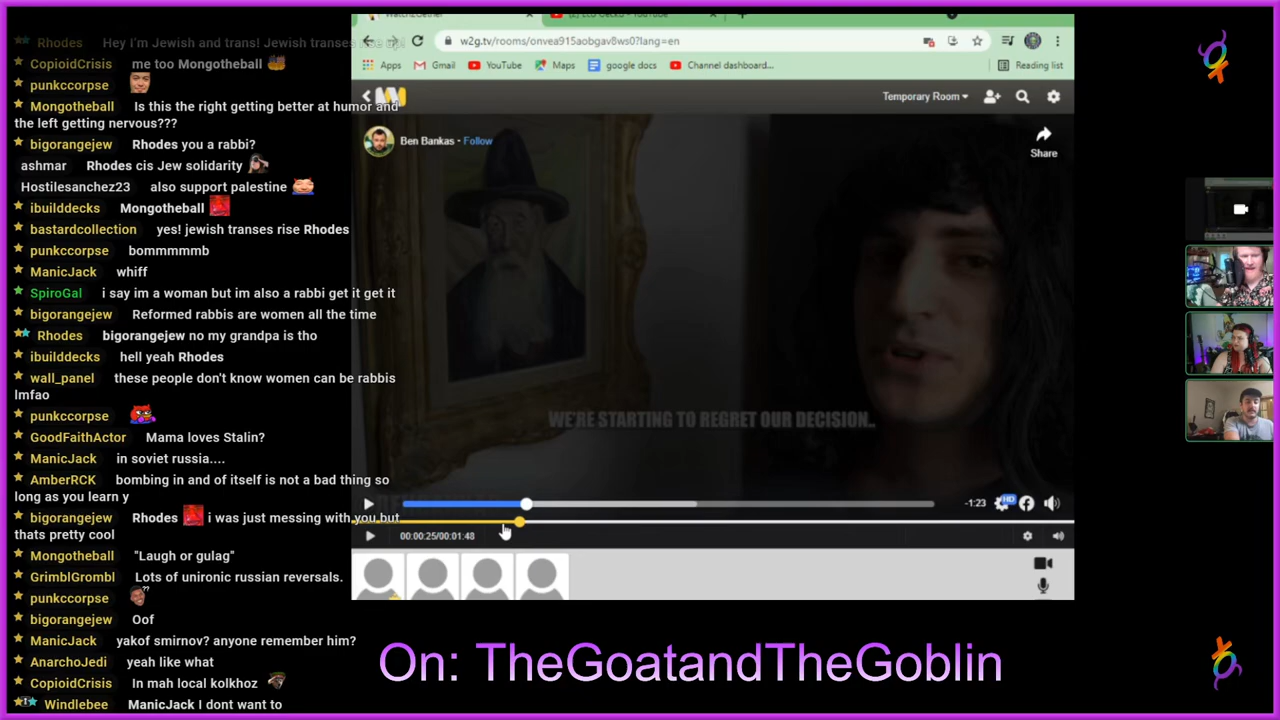 Rhodes Hey I'm Jewish and trans! Jewish transes rise up!
CopioidCrisis me too Mongotheball
punkccorpse
Mongotheball Is this the right getting better at humor and
the left getting nervous???
bigorangejew Rhodes you a rabbi?
ashmar Rhodes cis Jew solidarity
Hostilesanchez23 also support palestine
ibuilddecks Mongotheball
bastardcollection yes! jewish transes rise Rhodes
punkccorpse bommmmmb
ManicJack whiff
SpiroGal i say im a woman but im also a rabbi get it get it
bigorangejew Reformed rabbis are women all the time
Rhodes bigorangejew no my grandpa is tho
ibuilddecks hell yeah Rhodes
wall_panel these people don't know women can be rabbis
lmfao
punkccorpse
GoodFaithActor Mama loves Stalin?
ManicJack in soviet russia....
AmberRCK bombing in and of itself is not a bad thing so
long as you learn y
bigorangejew Rhodes i was just messing with you but
thats pretty cool
Mongotheball "Laugh or gulag"
GrimblGrombl Lots of unironic russian reversals.
punkccorpse
bigorangejew Oof
ManicJack yakof smirnov? anyone remember him?
AnarchoJedi yeah like what
CopioidCrisis In mah local kolkhoz
Windlebee ManicJack I dont want to
w2g.tv/rooms/onvea915aobgav8ws0?lang=en
Apps Gmail YouTube Maps google docs Channel dashboard... Reading list
Temporary Room
Ben Bankas · Follow
Share
WE'RE STARTING TO REGRET OUR DECISION..
-1:23 HD
00:00:25/00:01:48
On: TheGoatandTheGoblin